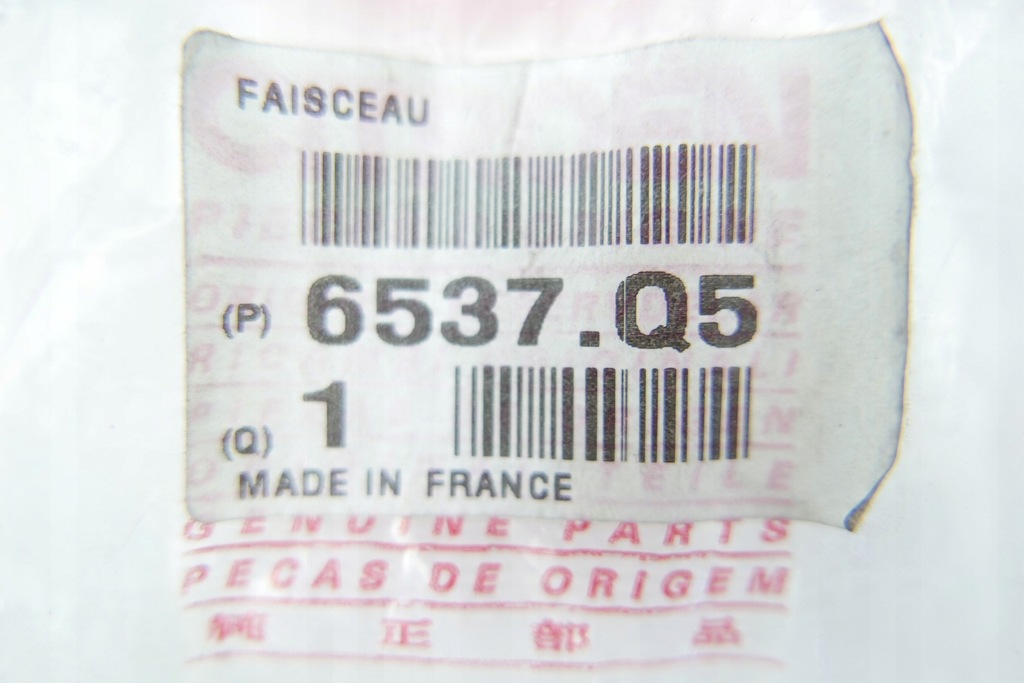 FAISCEAU
(P) 6537.Q5
(Q) 1
MADE IN FRANCE
GENUINE PARTS
PECAS DE ORIGEM
純正部品